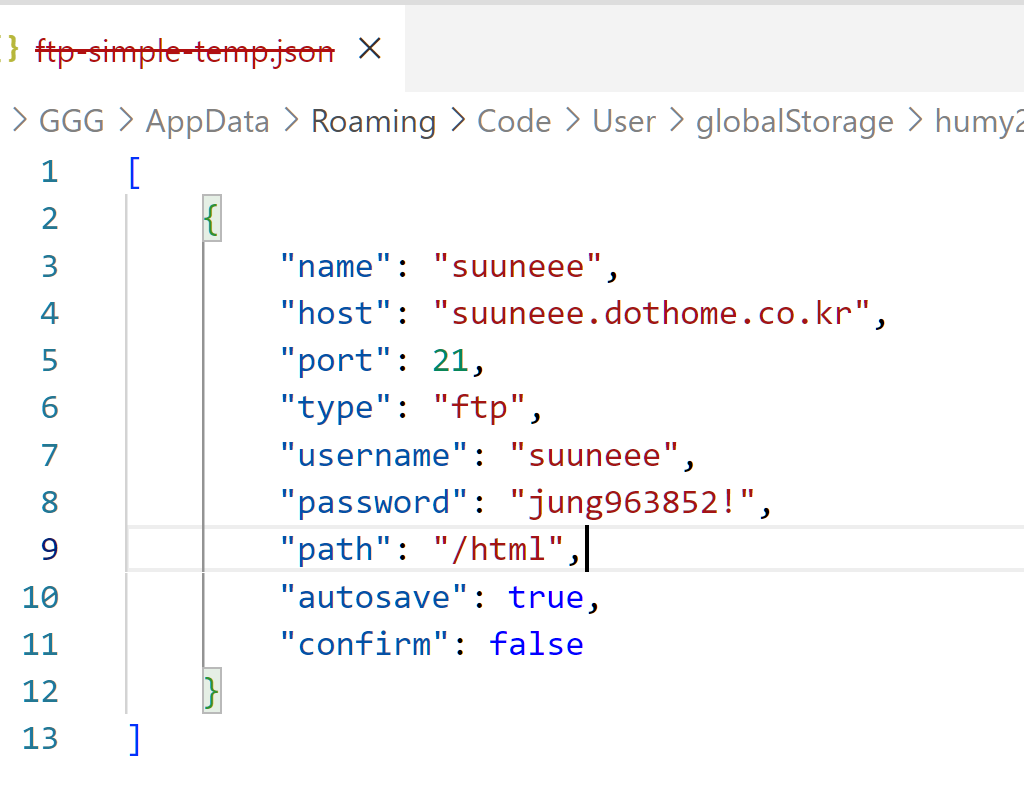 } ftp-simple-temp.json ×
> GGG > AppData > Roaming > Code > User > globalStorage >
1 [
2 {
3 "name": "suuneee",
4 "host": "suuneee.dothome.co.kr",
5 "port": 21,
6 "type": "ftp",
7 "username": "suuneee",
8 "password": "jung963852!",
9 "path": "/html",
10 "autosave": true,
11 "confirm": false
12 }
13 ]